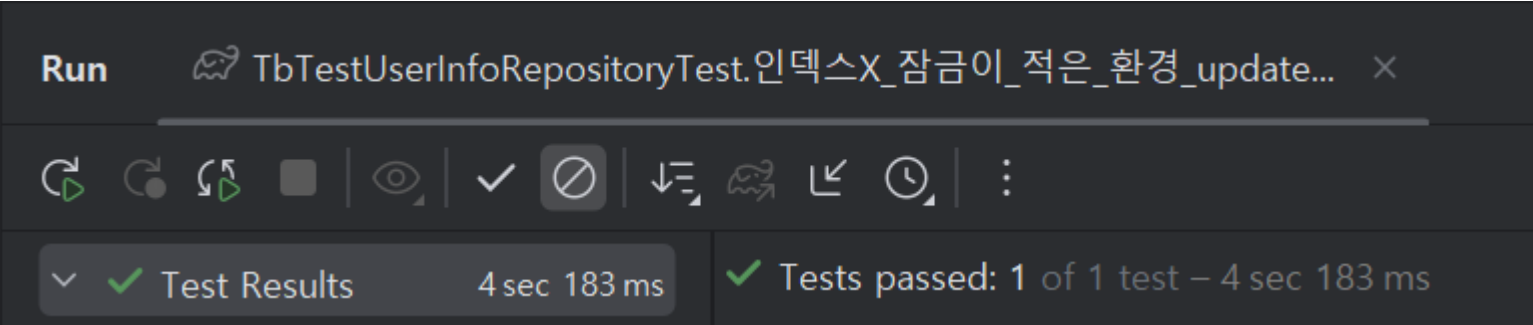 Run TbTestUserInfoRepositoryTest.인덱스X_잠금이_적은_환경_update...
Test Results 4 sec 183 ms Tests passed: 1 of 1 test – 4 sec 183 ms